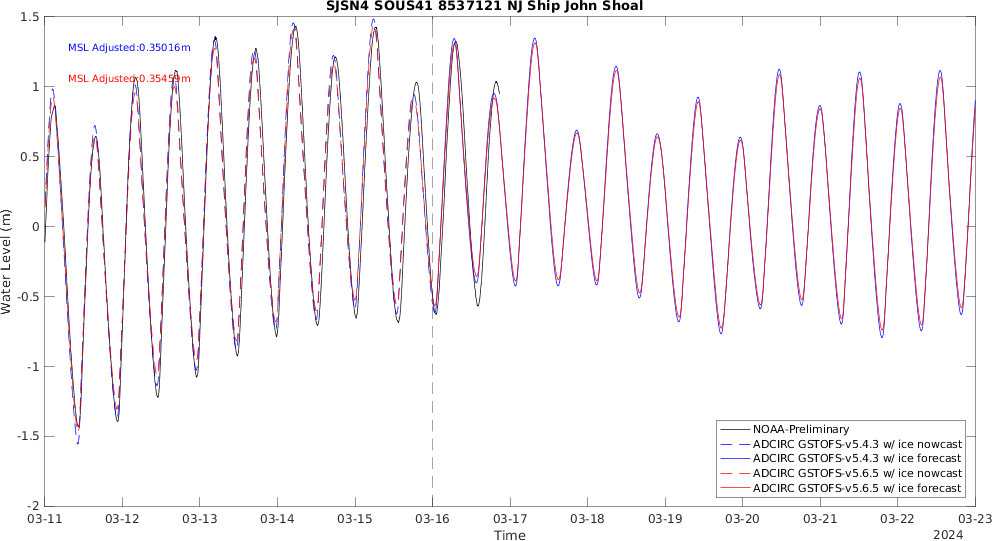 SJSN4 SOUS41 8537121 NJ Ship John Shoal
1.5
1
0.5
0
-0.5
-1
-1.5
-2
Water Level (m)
MSL Adjusted:0.35016m
MSL Adjusted:0.35459m
NOAA-Preliminary
ADCIRC GSTOFS-v5.4.3 w/ ice nowcast
ADCIRC GSTOFS-v5.4.3 w/ ice forecast
ADCIRC GSTOFS-v5.6.5 w/ ice nowcast
ADCIRC GSTOFS-v5.6.5 w/ ice forecast
03-11 03-12 03-13 03-14 03-15 03-16 03-17 03-18 03-19 03-20 03-21 03-22 03-23
Time
2024